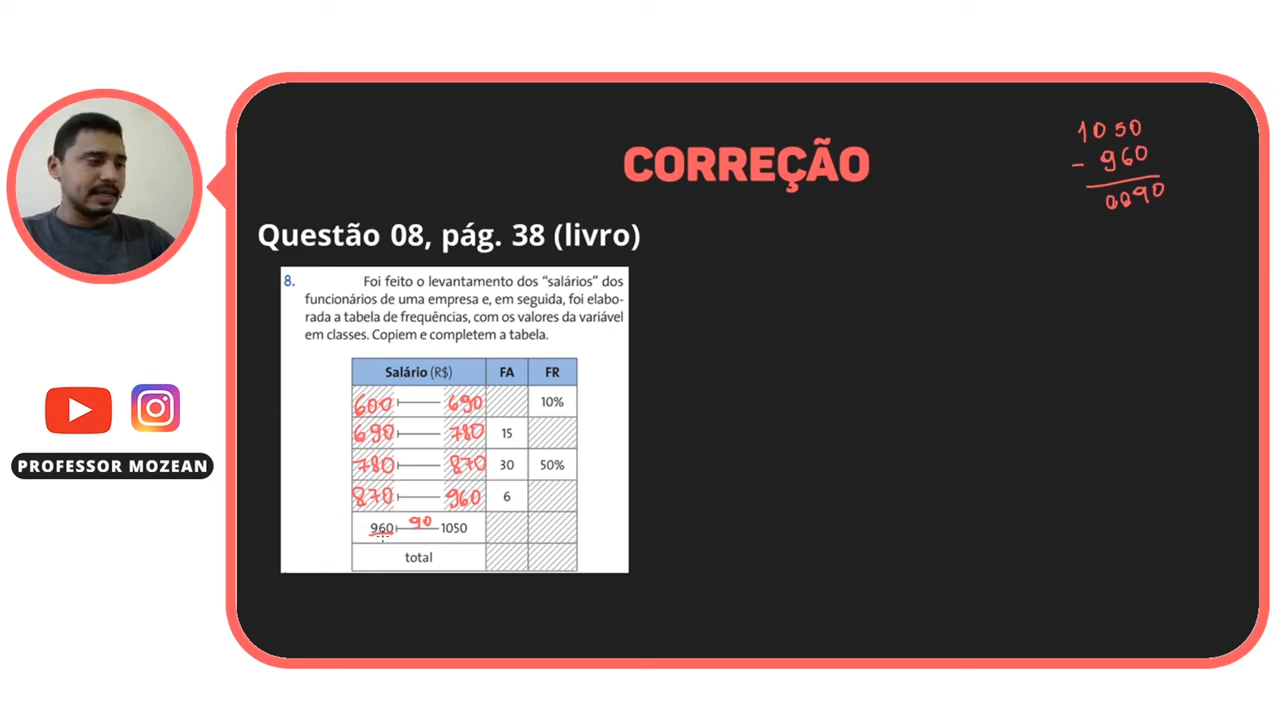 CORREÇÃO
1050
- 960
0090
Questão 08, pág. 38 (livro)
8. Foi feito o levantamento dos “salários” dos
funcionários de uma empresa e, em seguida, foi elabo-
rada a tabela de frequências, com os valores da variável
em classes. Copiem e completem a tabela.
Salário (R$) FA FR
600 690 10%
690 780 15
780 870 30 50%
870 960 6
90
960 1050
total
PROFESSOR MOZEAN